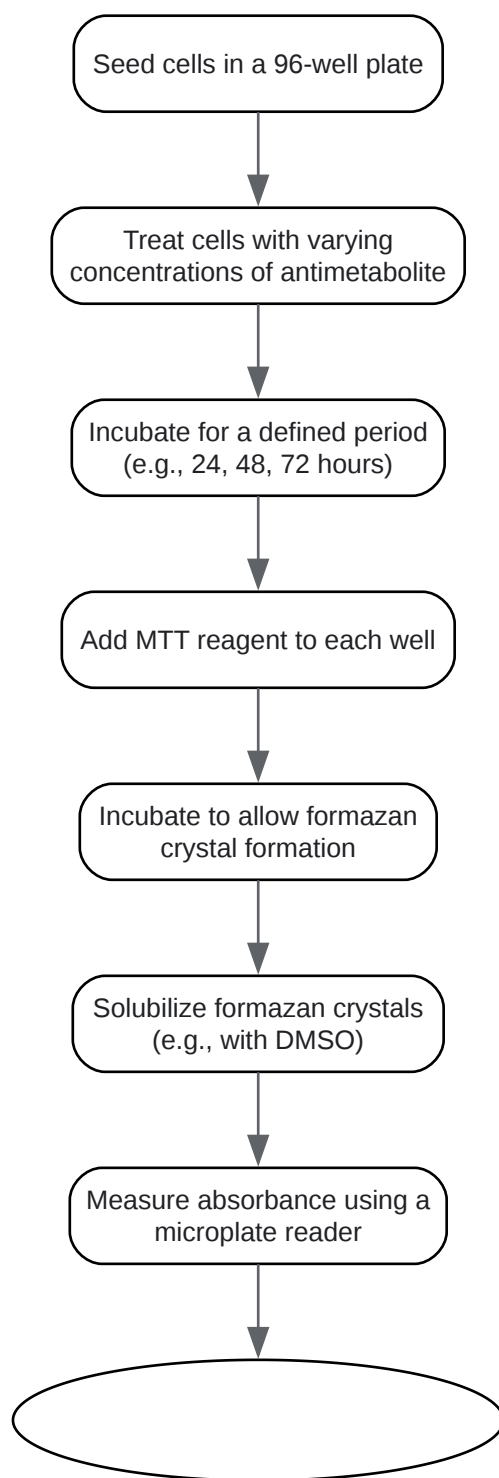 Seed cells in a 96-well plate
Treat cells with varying
concentrations of antimetabolite
Incubate for a defined period
(e.g., 24, 48, 72 hours)
Add MTT reagent to each well
Incubate to allow formazan
crystal formation
Solubilize formazan crystals
(e.g., with DMSO)
Measure absorbance using a
microplate reader